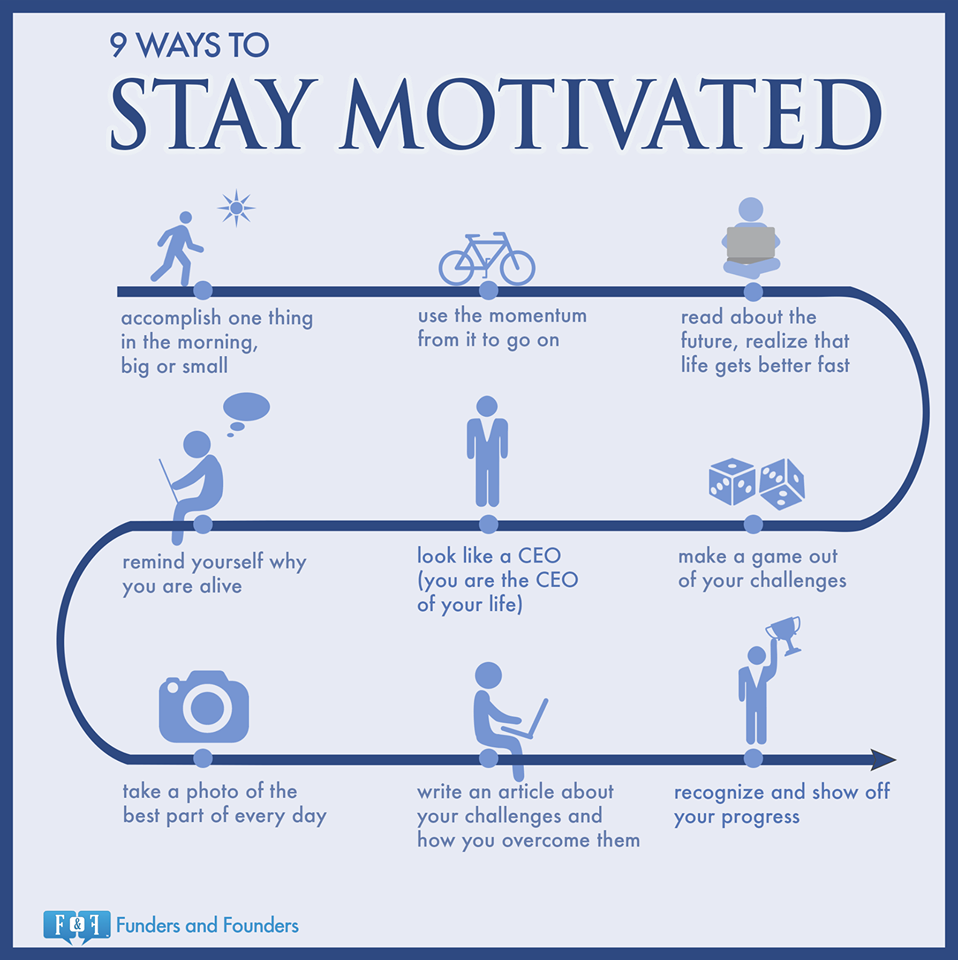 9 WAYS TO
STAY MOTIVATED
accomplish one thing
in the morning,
big or small
use the momentum
from it to go on
read about the
future, realize that
life gets better fast
make a game out
of your challenges
look like a CEO
(you are the CEO
of your life)
remind yourself why
you are alive
take a photo of the
best part of every day
write an article about
your challenges and
how you overcome them
recognize and show off
your progress
F&F Funders and Founders